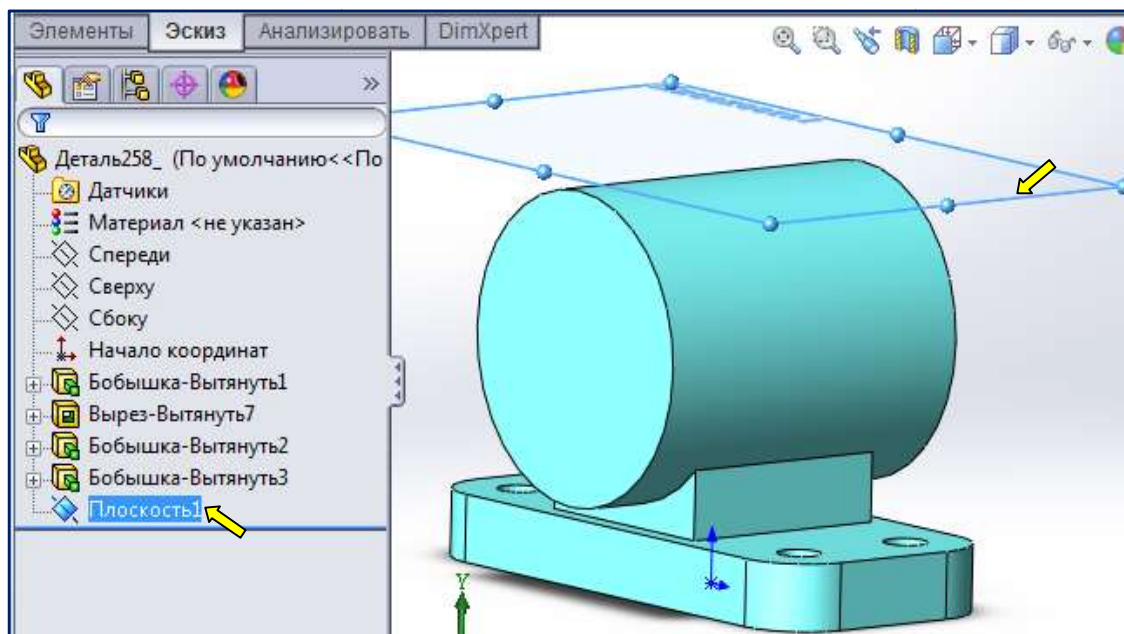 Элементы Эскиз Анализировать DimXpert
»
Деталь258_ (По умолчанию<<По
Датчики
Материал <не указан>
Спереди
Сверху
Сбоку
Начало координат
Бобышка-Вытянуть1
Вырез-Вытянуть7
Бобышка-Вытянуть2
Бобышка-Вытянуть3
Плоскость1
Y